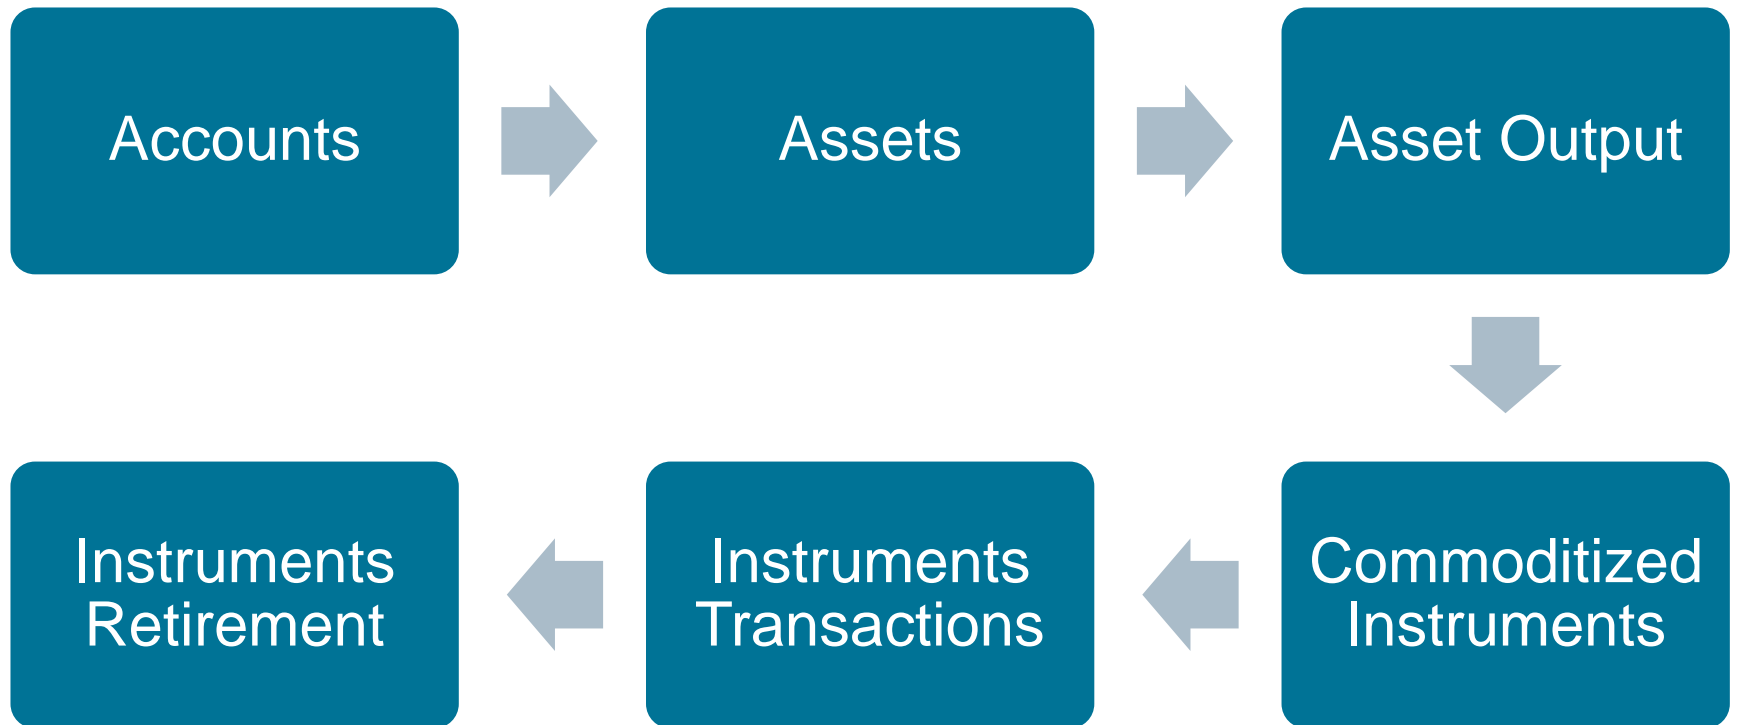 Accounts
Assets
Asset Output
Commoditized
Instruments
Instruments
Transactions
Instruments
Retirement